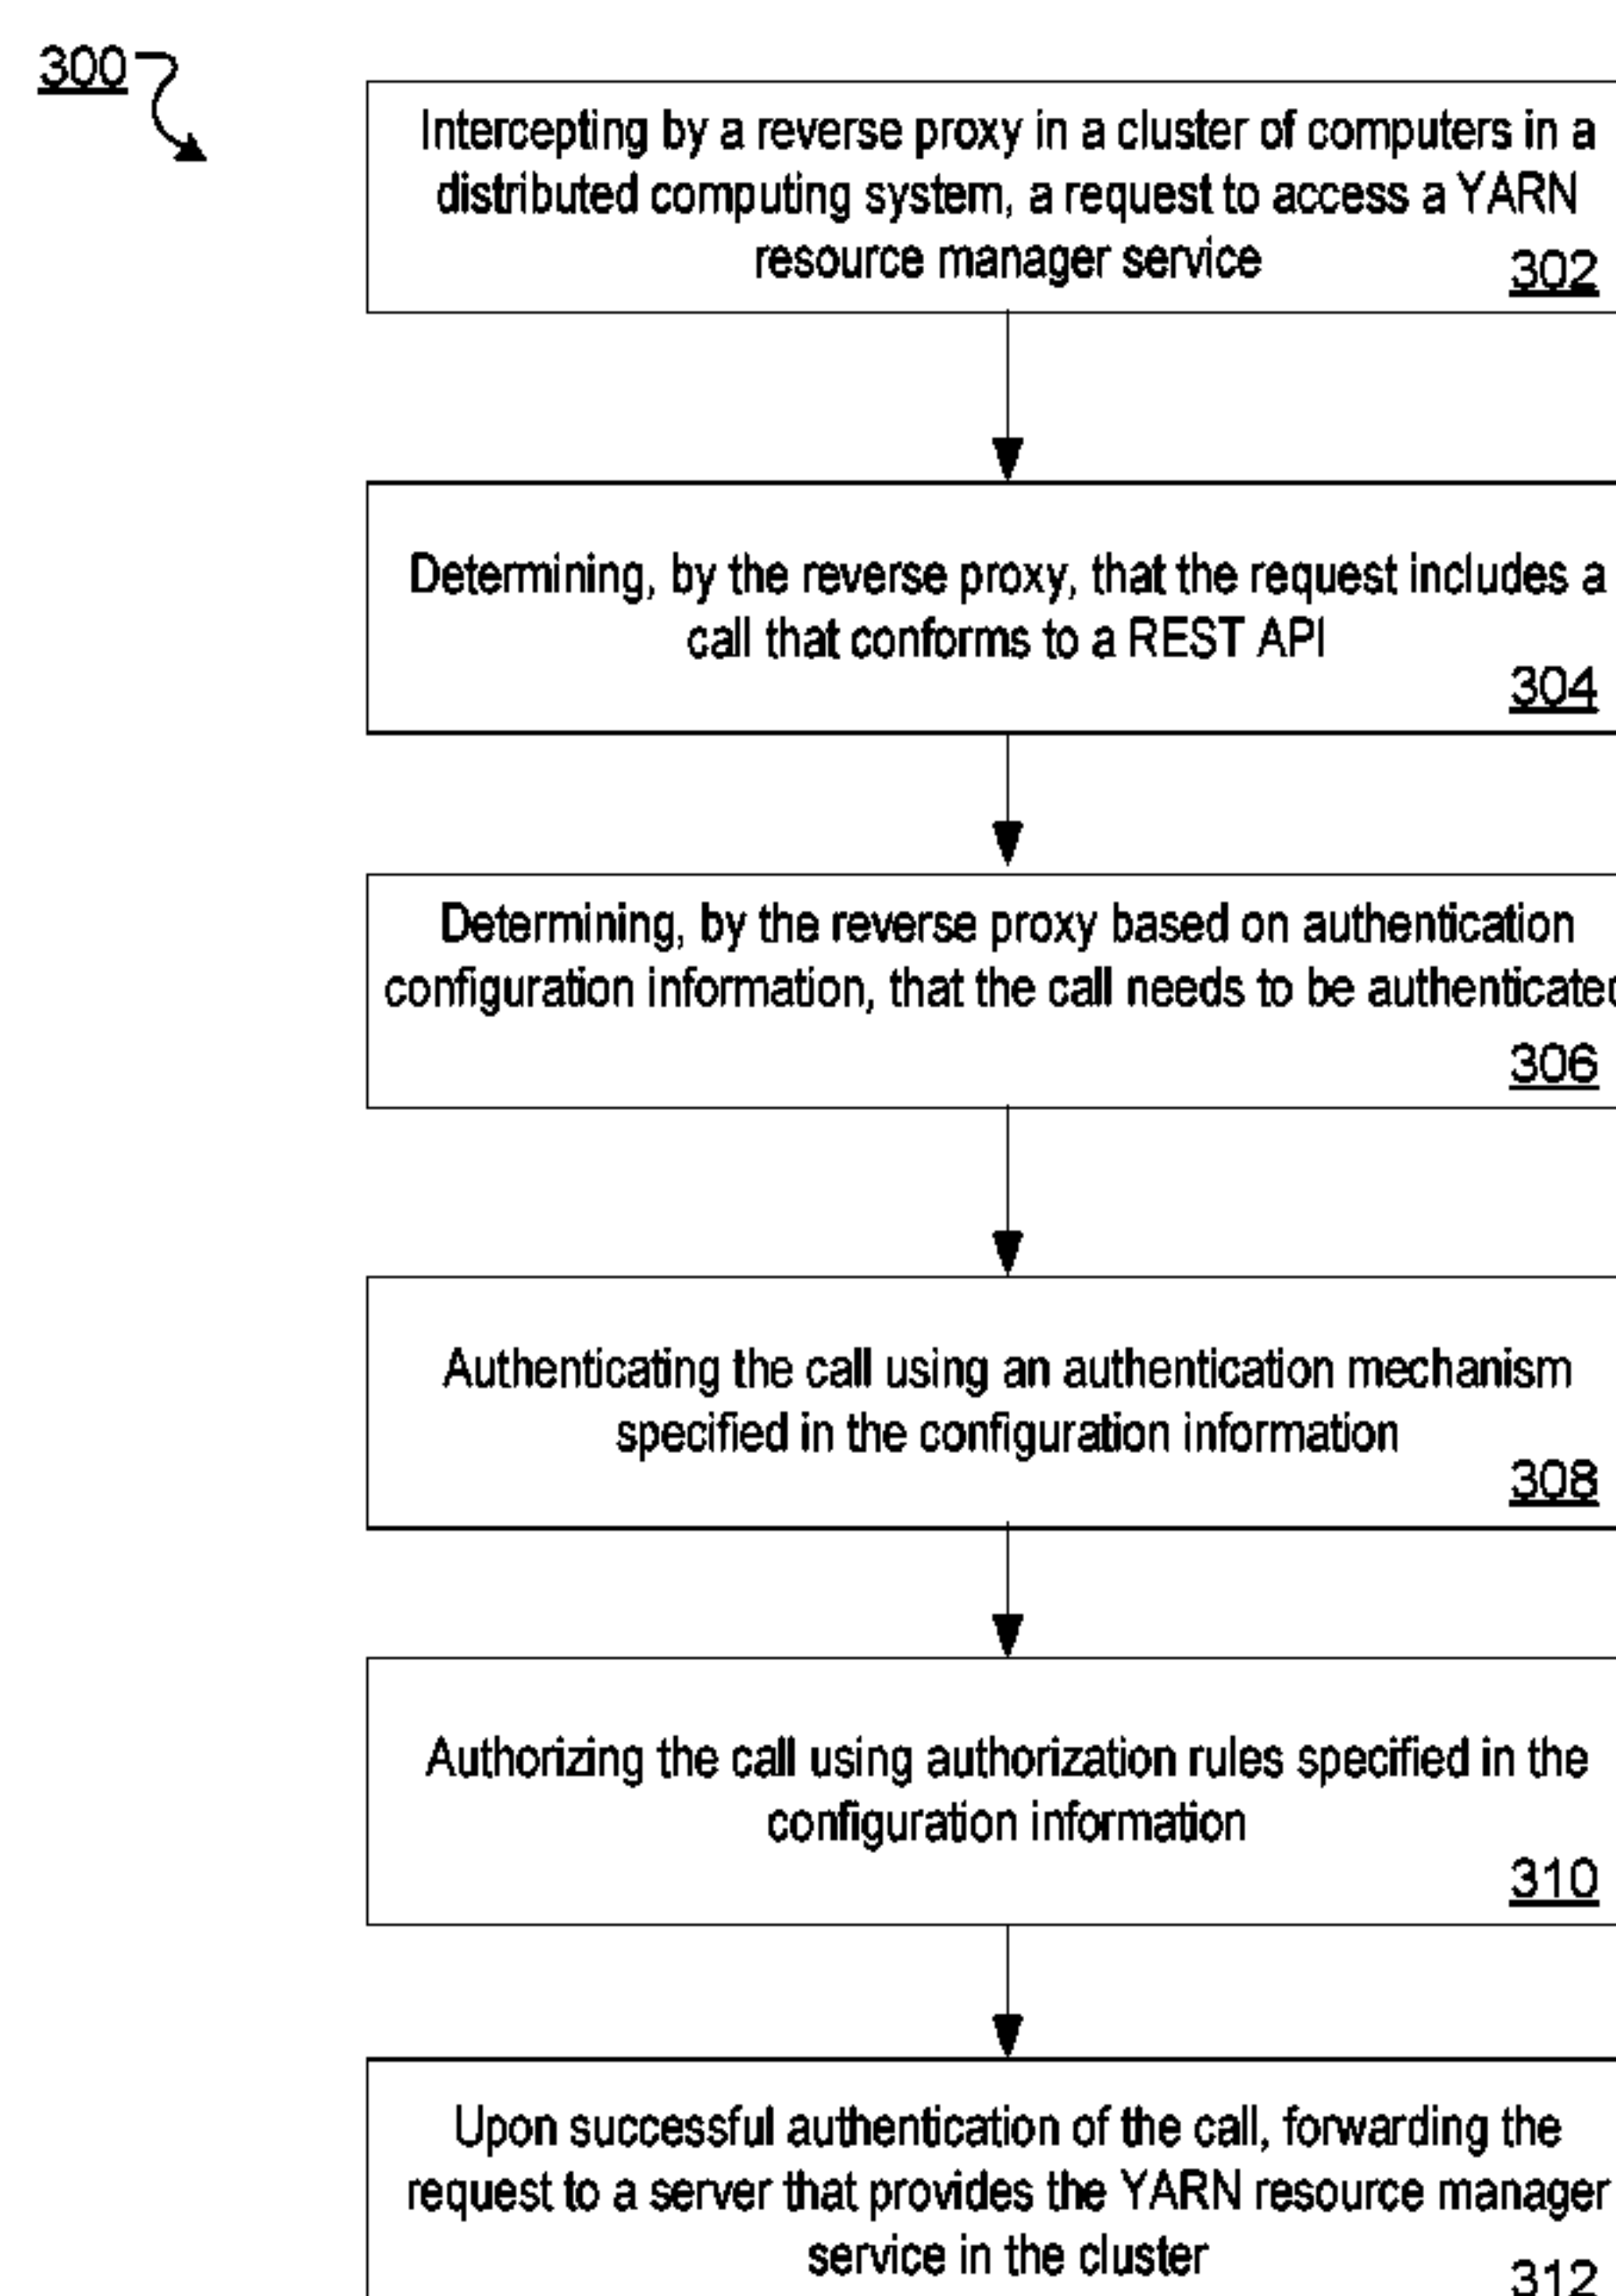 300
Intercepting by a reverse proxy in a cluster of computers in a
distributed computing system, a request to access a YARN
resource manager service
302
Determining, by the reverse proxy, that the request includes a
call that conforms to a REST API
304
Determining, by the reverse proxy based on authentication
configuration information, that the call needs to be authenticated
306
Authenticating the call using an authentication mechanism
specified in the configuration information
308
Authorizing the call using authorization rules specified in the
configuration information
310
Upon successful authentication of the call, forwarding the
request to a server that provides the YARN resource manager
service in the cluster
312